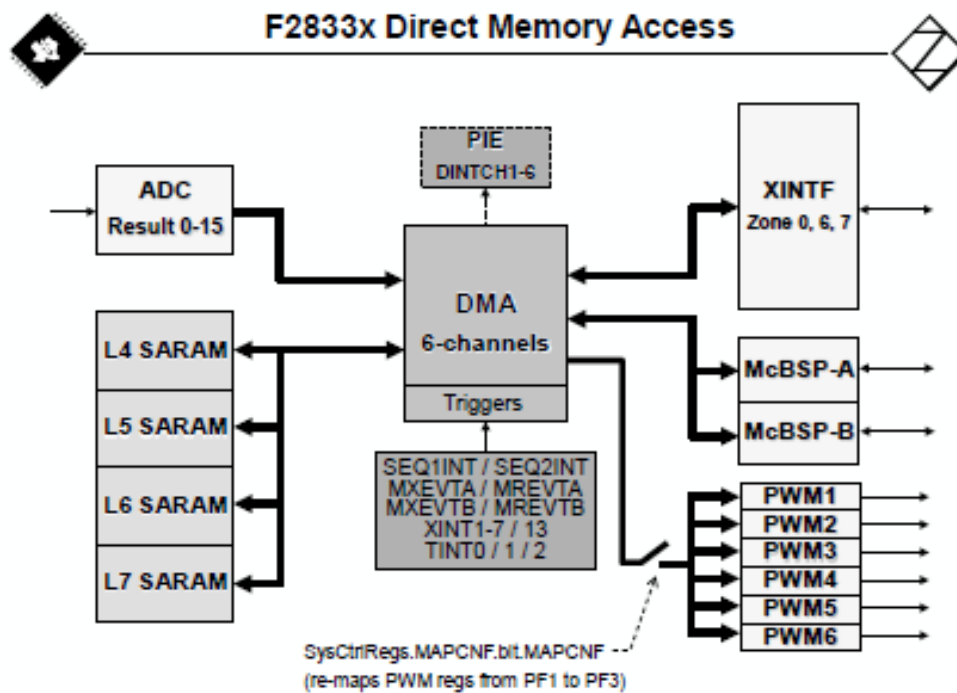 F2833x Direct Memory Access
PIE
DINTCH1-6
ADC
Result 0-15
XINTF
Zone 0, 6, 7
DMA
6-channels
Triggers
L4 SARAM
L5 SARAM
L6 SARAM
L7 SARAM
McBSP-A
McBSP-B
SEQ1INT / SEQ2INT
MXEVTA / MREVTA
MXEVTB / MREVTB
XINT1-7 / 13
TINT0 / 1 / 2
PWM1
PWM2
PWM3
PWM4
PWM5
PWM6
SysCtrlRegs.MAPCNF.bit.MAPCNF
(re-maps PWM regs from PF1 to PF3)